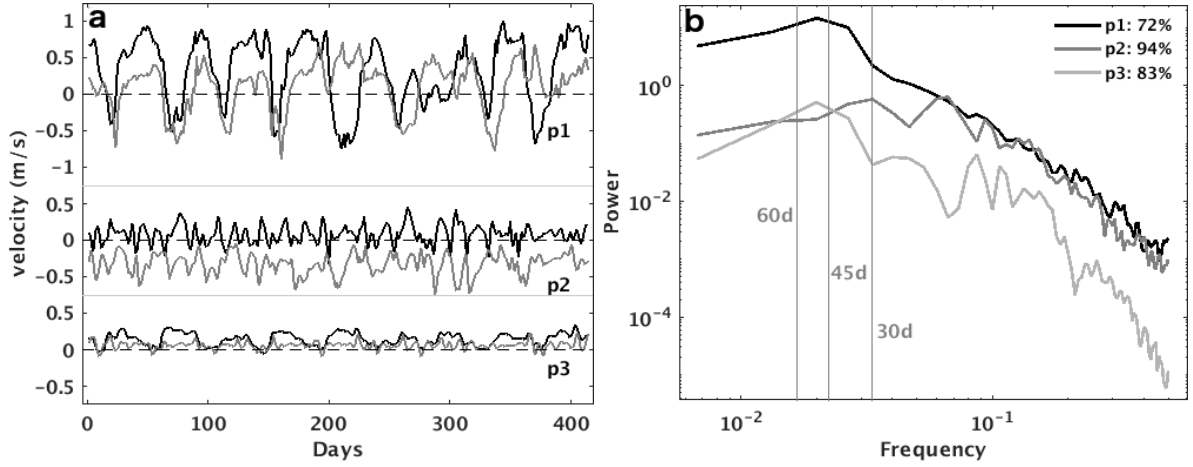 a
velocity (m/s)
1
0.5
0
-0.5
-1
p1
0.5
0
-0.5
p2
0.5
0
-0.5
p3
0
100
200
300
400
Days
b
p1: 72%
p2: 94%
p3: 83%
Power
10^0
10^-2
10^-4
60d
45d
30d
10^-2
10^-1
Frequency